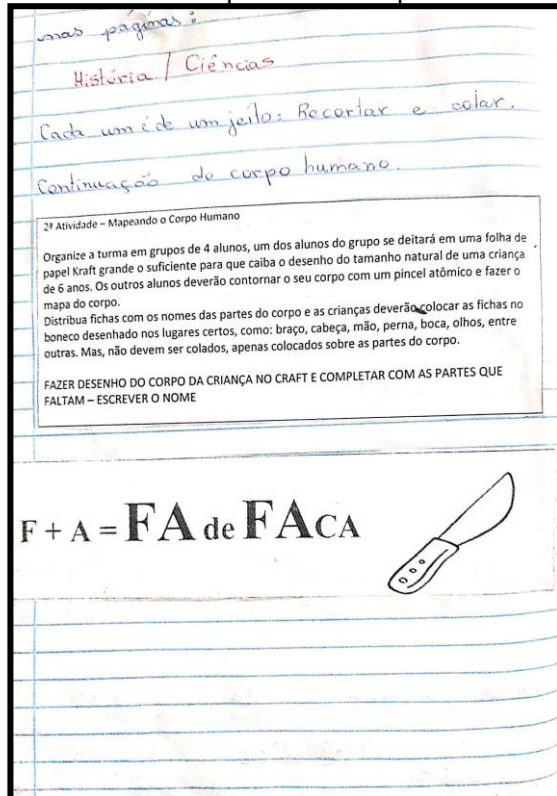 nas páginas:
História / Ciências
Cada um é de um jeito: Recortar e colar.
Continuação do corpo humano.
2ª Atividade – Mapeando o Corpo Humano
Organize a turma em grupos de 4 alunos, um dos alunos do grupo se deitará em uma folha de
papel Kraft grande o suficiente para que caiba o desenho do tamanho natural de uma criança
de 6 anos. Os outros alunos deverão contornar o seu corpo com um pincel atômico e fazer o
mapa do corpo.
Distribua fichas com os nomes das partes do corpo e as crianças deverão colocar as fichas no
boneco desenhado nos lugares certos, como: braço, cabeça, mão, perna, boca, olhos, entre
outras. Mas, não devem ser colados, apenas colocados sobre as partes do corpo.
FAZER DESENHO DO CORPO DA CRIANÇA NO CRAFT E COMPLETAR COM AS PARTES QUE
FALTAM – ESCREVER O NOME
F + A = FA de FACA